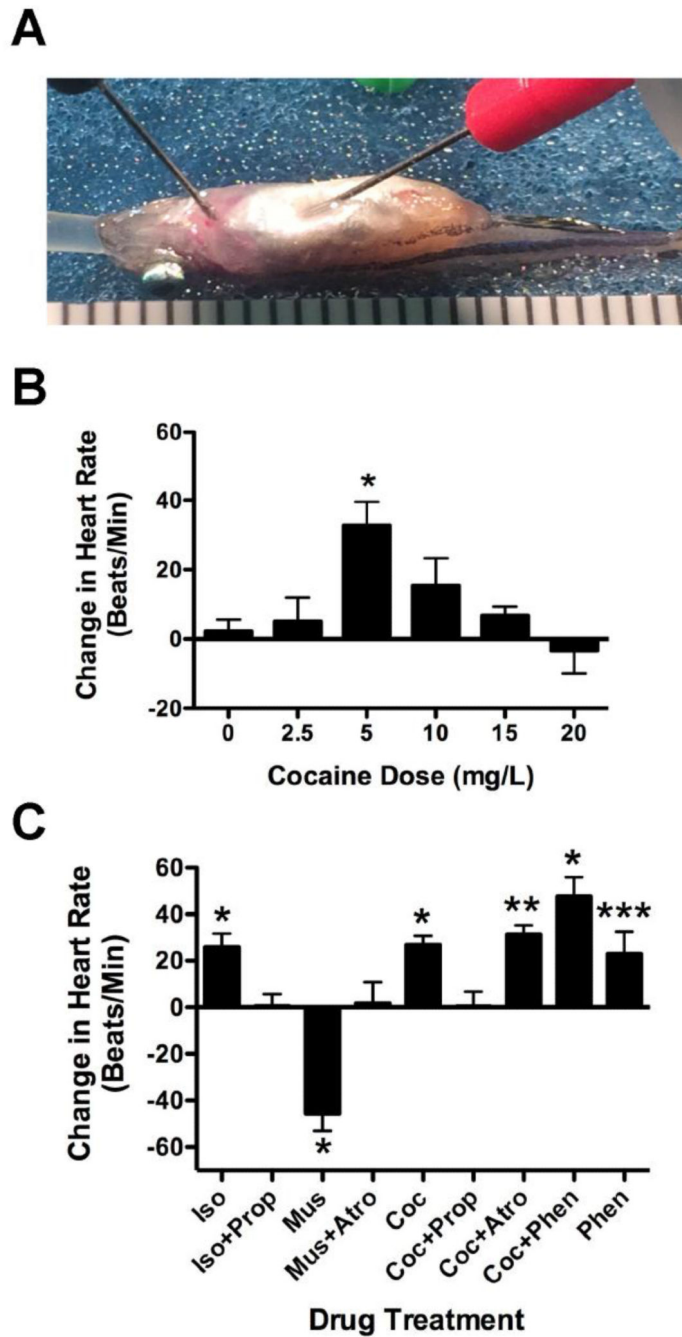 A
B
Change in Heart Rate
(Beats/Min)
60
40
20
0
-20
*
0 2.5 5 10 15 20
Cocaine Dose (mg/L)
C
Change in Heart Rate
(Beats/Min)
60
40
20
0
-20
-40
-60
* * * ** * ***
Iso Iso+Prop Mus Mus+Atro Coc Coc+Prop Coc+Atro Coc+Phen Phen
Drug Treatment